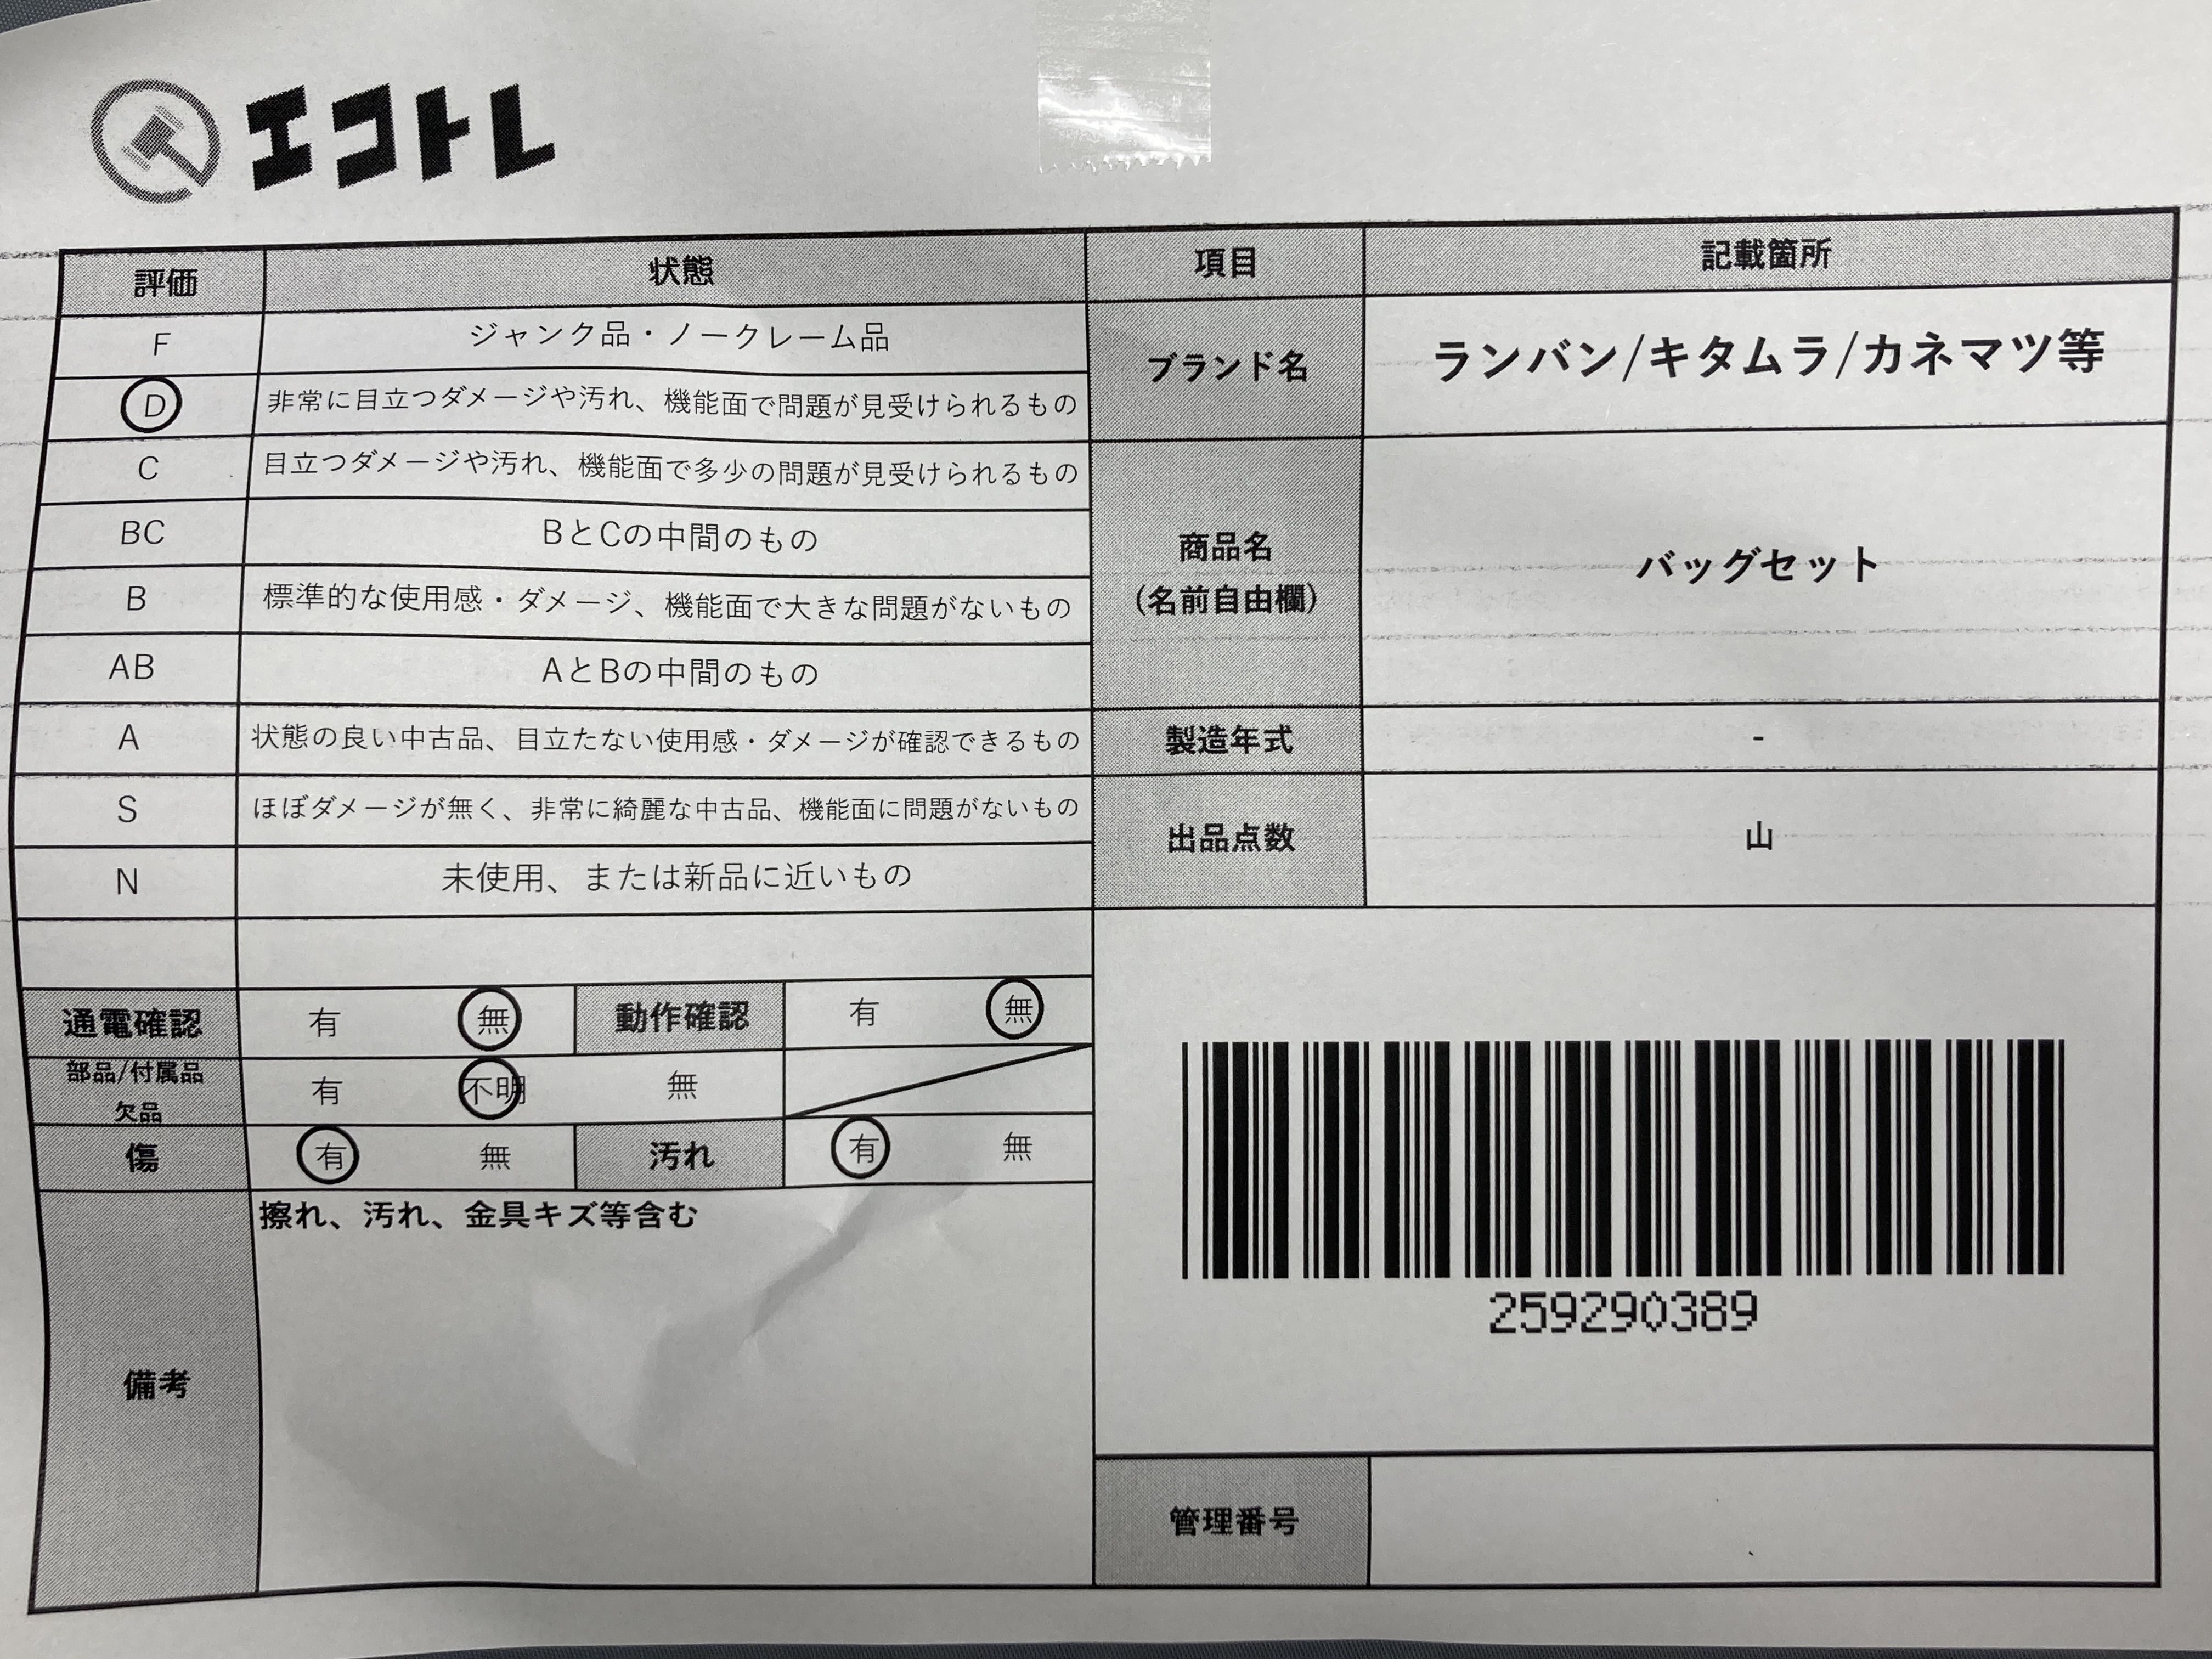 エコトレ
評価 状態 項目 記載箇所
F ジャンク品・ノークレーム品
D 非常に目立つダメージや汚れ、機能面で問題が見受けられるもの
ブランド名 ランバン/キタムラ/カネマツ等
C 目立つダメージや汚れ、機能面で多少の問題が見受けられるもの
BC BとCの中間のもの
B 標準的な使用感・ダメージ、機能面で大きな問題がないもの
商品名
(名前自由欄)
バッグセット
AB AとBの中間のもの
A 状態の良い中古品、目立たない使用感・ダメージが確認できるもの
製造年式 -
S ほぼダメージが無く、非常に綺麗な中古品、機能面に問題がないもの
出品点数 山
N 未使用、または新品に近いもの
通電確認 有 無 動作確認 有 無
部品/付属品
欠品
有 不明 無
傷 有 無 汚れ 有 無
備考
擦れ、汚れ、金具キズ等含む
259290389
管理番号